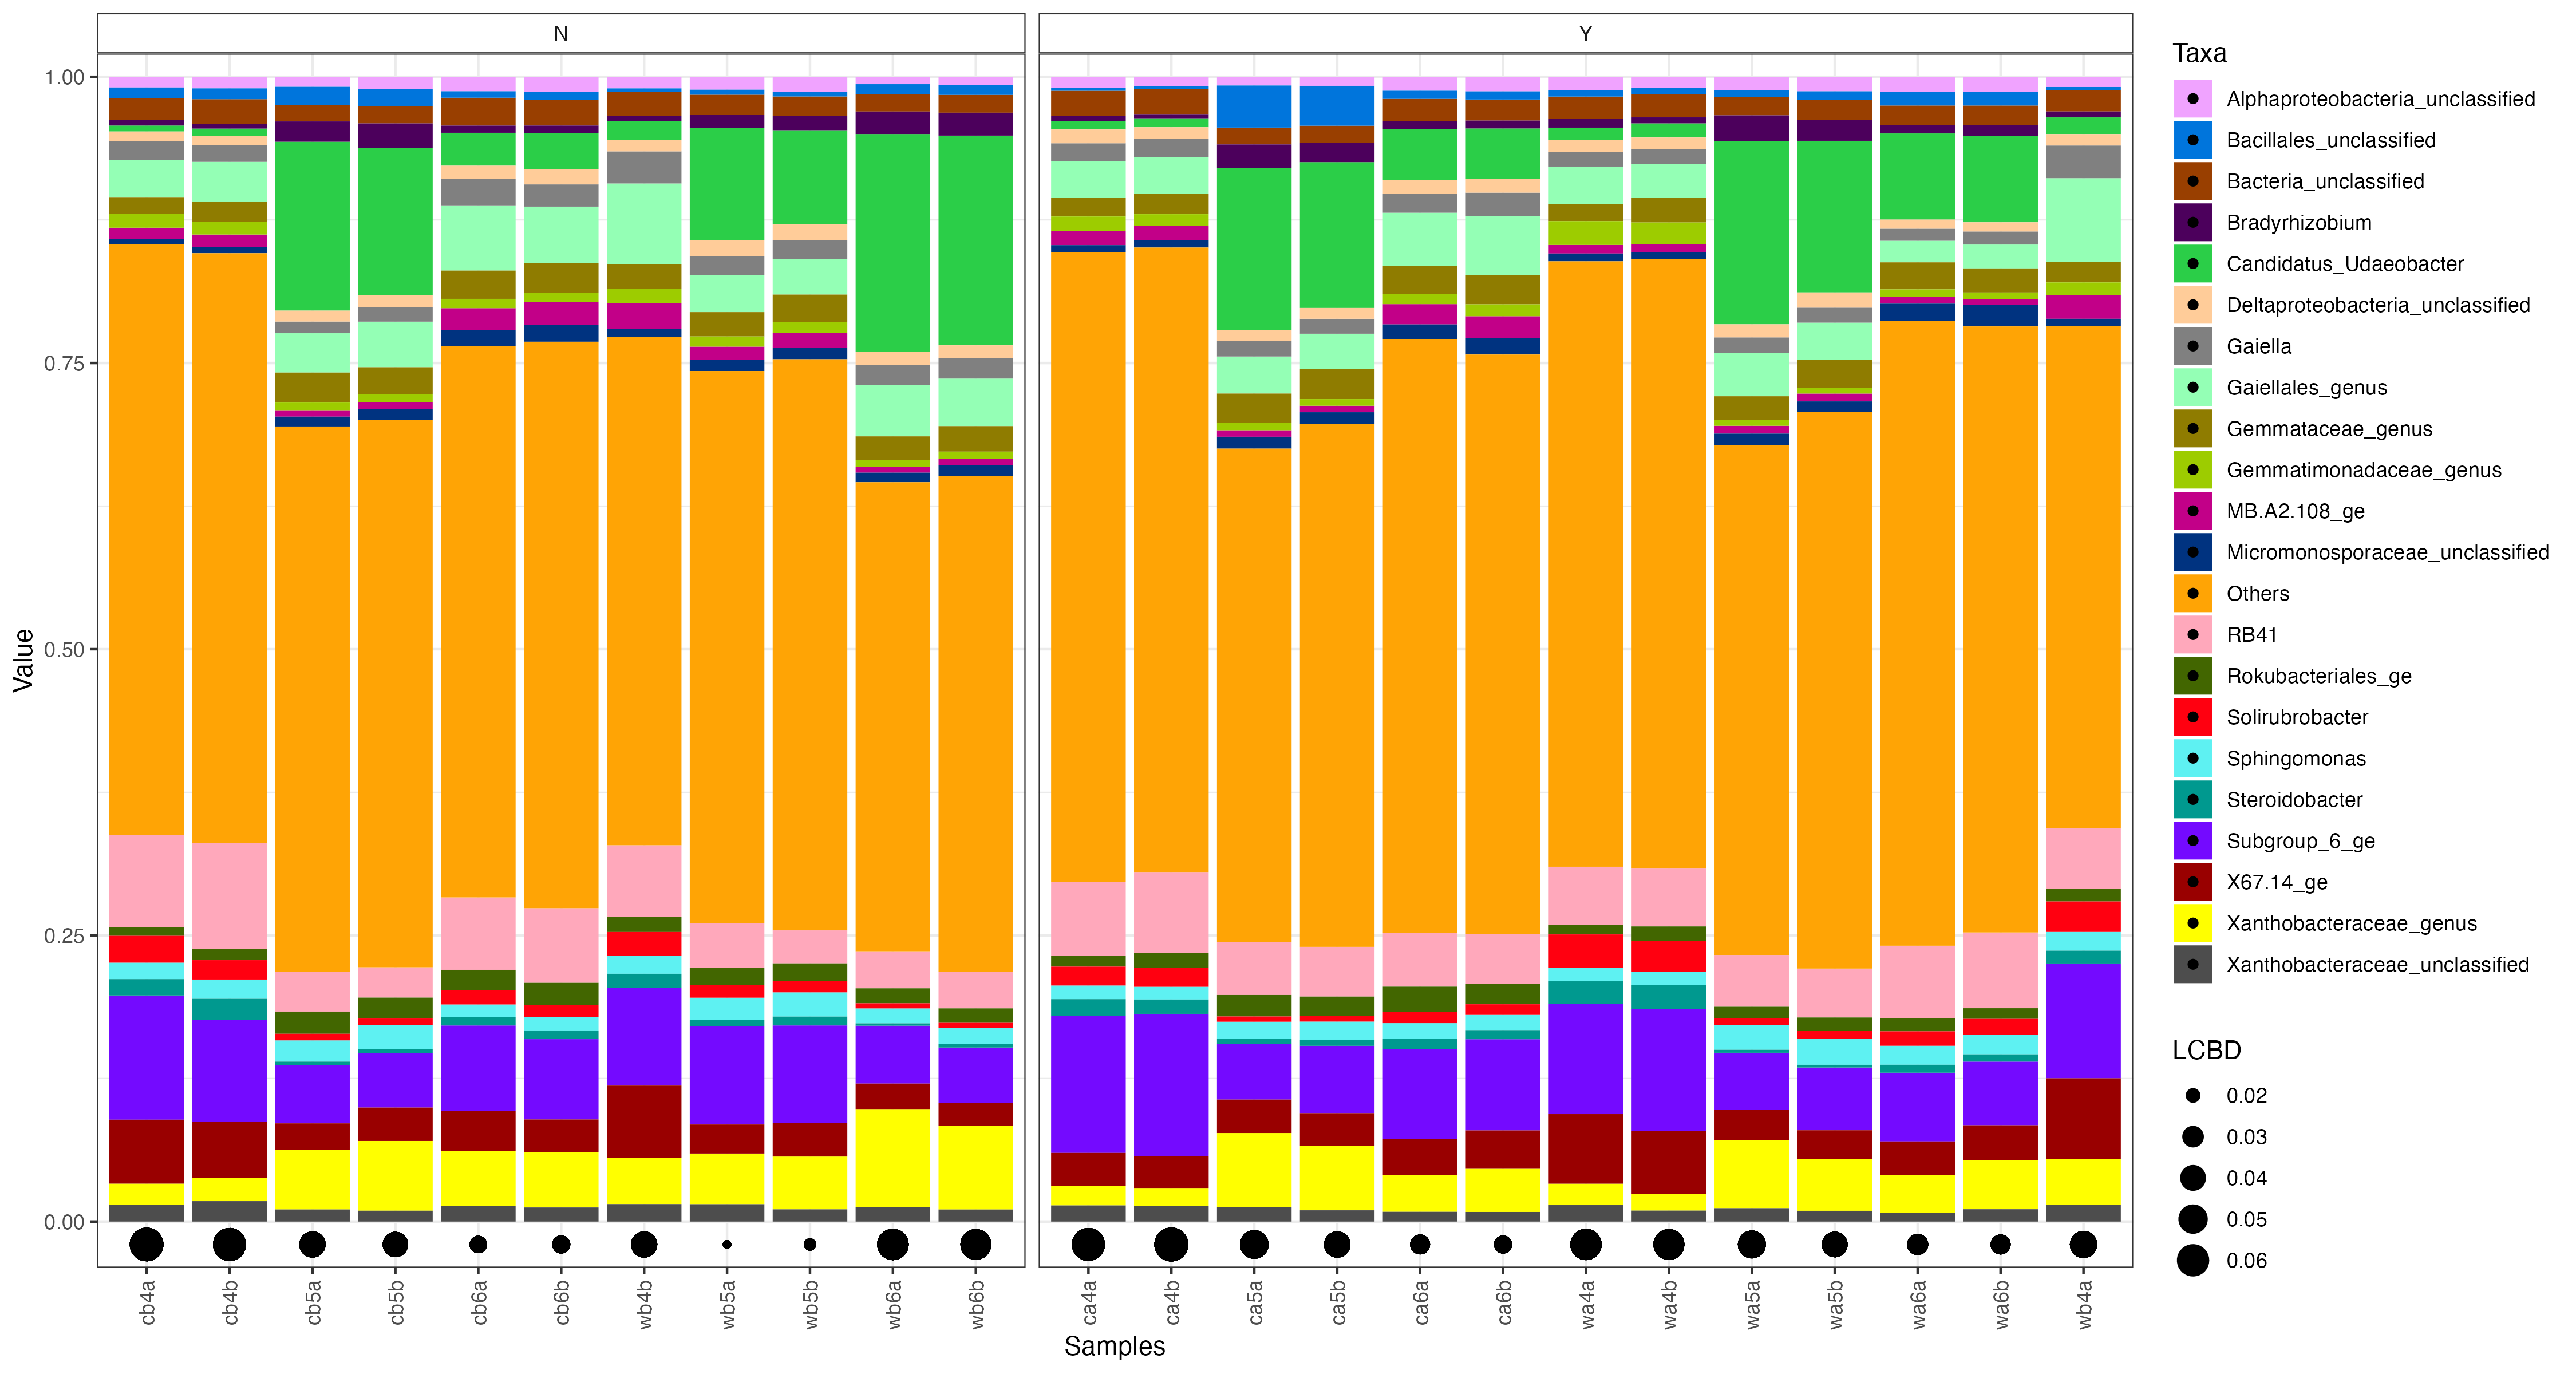 N
Y
1.00
0.75
0.50
0.25
0.00
Value
cb4a
cb4b
cb5a
cb5b
cb6a
cb6b
wb4b
wb5a
wb5b
wb6a
wb6b
ca4a
ca4b
ca5a
ca5b
ca6a
ca6b
wa4a
wa4b
wa5a
wa5b
wa6a
wa6b
wb4a
Samples
Taxa
Alphaproteobacteria_unclassified
Bacillales_unclassified
Bacteria_unclassified
Bradyrhizobium
Candidatus_Udaeobacter
Deltaproteobacteria_unclassified
Gaiella
Gaiellales_genus
Gemmataceae_genus
Gemmatimonadaceae_genus
MB.A2.108_ge
Micromonosporaceae_unclassified
Others
RB41
Rokubacteriales_ge
Solirubrobacter
Sphingomonas
Steroidobacter
Subgroup_6_ge
X67.14_ge
Xanthobacteraceae_genus
Xanthobacteraceae_unclassified
LCBD
0.02
0.03
0.04
0.05
0.06